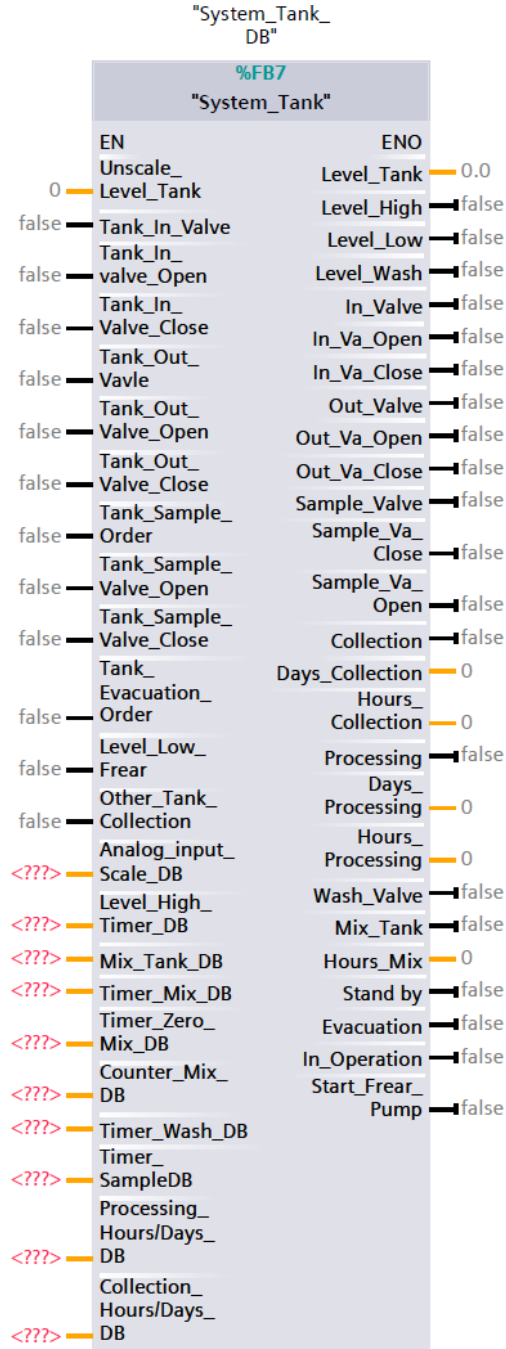 "System_Tank_
DB"
%FB7
"System_Tank"
EN
ENO
Unscale_
0 Level_Tank
Level_Tank 0.0
false Tank_In_Valve
Level_High false
Tank_In_
false valve_Open
Level_Low false
Level_Wash false
Tank_In_
false Valve_Close
In_Valve false
In_Va_Open false
Tank_Out_
false Vavle
In_Va_Close false
Out_Valve false
Tank_Out_
false Valve_Open
Out_Va_Open false
Tank_Out_
false Valve_Close
Out_Va_Close false
Sample_Valve false
Tank_Sample_
false Order
Sample_Va_
Close false
Tank_Sample_
false Valve_Open
Sample_Va_
Open false
Tank_Sample_
false Valve_Close
Collection false
Tank_
Evacuation_
false Order
Days_Collection 0
Hours_
Collection 0
Level_Low_
false Frear
Processing false
Other_Tank_
false Collection
Days_
Processing 0
Analog_input_
<???> Scale_DB
Hours_
Processing 0
Level_High_
<???> Timer_DB
Wash_Valve false
Mix_Tank false
<???> Mix_Tank_DB
Hours_Mix 0
<???> Timer_Mix_DB
Stand by false
Timer_Zero_
<???> Mix_DB
Evacuation false
In_Operation false
Counter_Mix_
<???> DB
Start_Frear_
Pump false
<???> Timer_Wash_DB
Timer_
<???> SampleDB
Processing_
Hours/Days_
<???> DB
Collection_
Hours/Days_
<???> DB